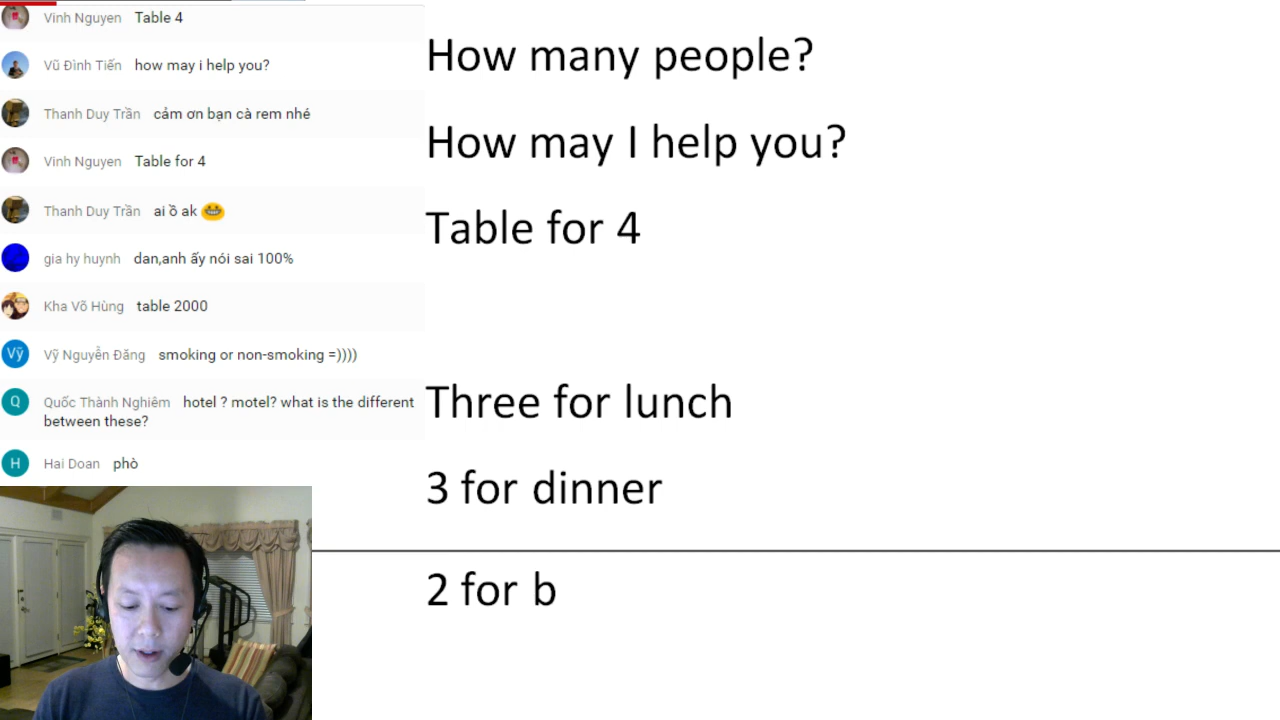 Vinh Nguyen Table 4
Vũ Đình Tiến how may i help you?
Thanh Duy Trần cảm ơn bạn cà rem nhé
Vinh Nguyen Table for 4
Thanh Duy Trần ai ồ ak
gia hy huynh dan,anh ấy nói sai 100%
Kha Võ Hùng table 2000
Vỹ Vỹ Nguyễn Đăng smoking or non-smoking =))))
Q Quốc Thành Nghiêm hotel ? motel? what is the different
between these?
H Hai Doan phò
How many people?
How may I help you?
Table for 4
Three for lunch
3 for dinner
2 for b